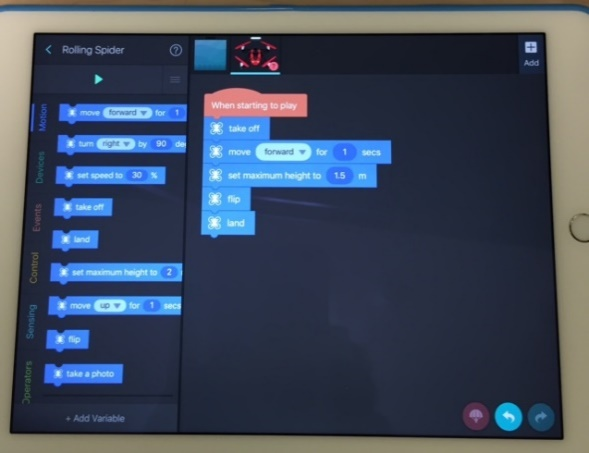 Rolling Spider
?
Add
Motion
Devices
Events
Control
Sensing
Operators
move forward for 1
turn right by 90
set speed to 30 %
take off
land
set maximum height to 2
move up for 1 secs
flip
take a photo
+ Add Variable
When starting to play
take off
move forward for 1 secs
set maximum height to 1.5 m
flip
land